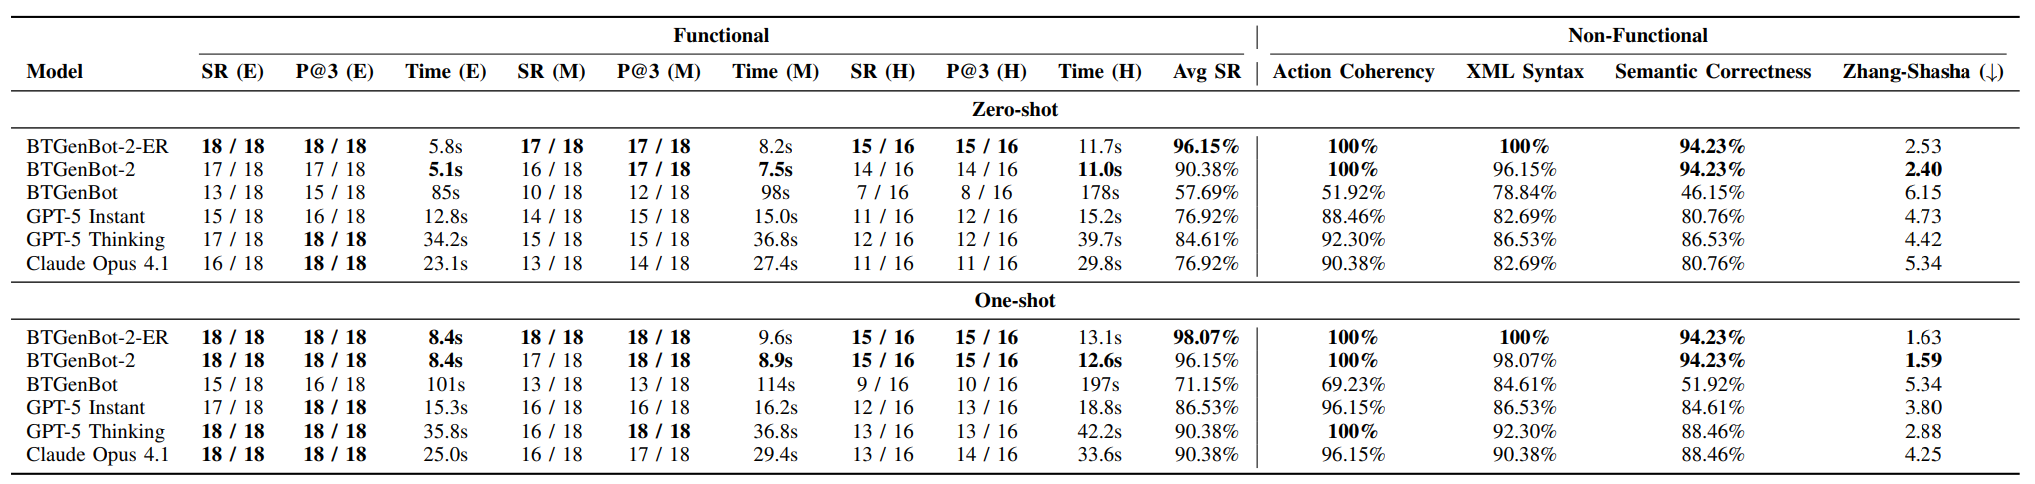 Functional Non-Functional
Model SR (E) P@3 (E) Time (E) SR (M) P@3 (M) Time (M) SR (H) P@3 (H) Time (H) Avg SR Action Coherency XML Syntax Semantic Correctness Zhang-Shasha (↓)
Zero-shot
BTGenBot-2-ER 18 / 18 18 / 18 5.8s 17 / 18 17 / 18 8.2s 15 / 16 15 / 16 11.7s 96.15% 100% 100% 94.23% 2.53
BTGenBot-2 17 / 18 17 / 18 5.1s 16 / 18 17 / 18 7.5s 14 / 16 14 / 16 11.0s 90.38% 100% 96.15% 94.23% 2.40
BTGenBot 13 / 18 15 / 18 85s 10 / 18 12 / 18 98s 7 / 16 8 / 16 178s 57.69% 51.92% 78.84% 46.15% 6.15
GPT-5 Instant 15 / 18 16 / 18 12.8s 14 / 18 15 / 18 15.0s 11 / 16 12 / 16 15.2s 76.92% 88.46% 82.69% 80.76% 4.73
GPT-5 Thinking 17 / 18 18 / 18 34.2s 15 / 18 15 / 18 36.8s 12 / 16 12 / 16 39.7s 84.61% 92.30% 86.53% 86.53% 4.42
Claude Opus 4.1 16 / 18 18 / 18 23.1s 13 / 18 14 / 18 27.4s 11 / 16 11 / 16 29.8s 76.92% 90.38% 82.69% 80.76% 5.34
One-shot
BTGenBot-2-ER 18 / 18 18 / 18 8.4s 18 / 18 18 / 18 9.6s 15 / 16 15 / 16 13.1s 98.07% 100% 100% 94.23% 1.63
BTGenBot-2 18 / 18 18 / 18 8.4s 17 / 18 18 / 18 8.9s 15 / 16 15 / 16 12.6s 96.15% 100% 98.07% 94.23% 1.59
BTGenBot 15 / 18 16 / 18 101s 13 / 18 13 / 18 114s 9 / 16 10 / 16 197s 71.15% 69.23% 84.61% 51.92% 5.34
GPT-5 Instant 17 / 18 18 / 18 15.3s 16 / 18 16 / 18 16.2s 12 / 16 13 / 16 18.8s 86.53% 96.15% 86.53% 84.61% 3.80
GPT-5 Thinking 18 / 18 18 / 18 35.8s 16 / 18 18 / 18 36.8s 13 / 16 13 / 16 42.2s 90.38% 100% 92.30% 88.46% 2.88
Claude Opus 4.1 18 / 18 18 / 18 25.0s 16 / 18 17 / 18 29.4s 13 / 16 14 / 16 33.6s 90.38% 96.15% 90.38% 88.46% 4.25